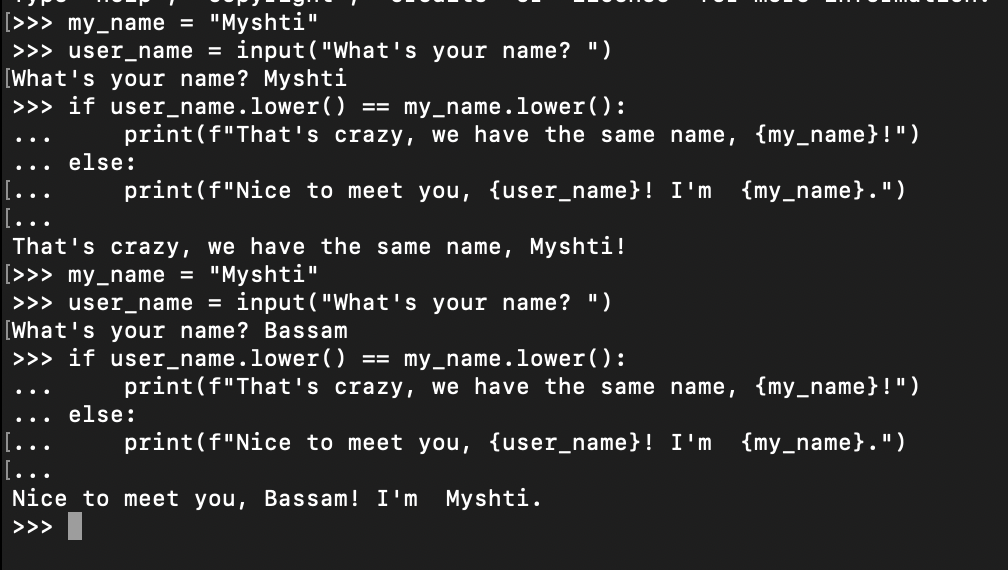 >>> my_name = "Myshti"
>>> user_name = input("What's your name? ")
What's your name? Myshti
>>> if user_name.lower() == my_name.lower():
...     print(f"That's crazy, we have the same name, {my_name}!")
... else:
...     print(f"Nice to meet you, {user_name}! I'm  {my_name}.")
...
That's crazy, we have the same name, Myshti!
>>> my_name = "Myshti"
>>> user_name = input("What's your name? ")
What's your name? Bassam
>>> if user_name.lower() == my_name.lower():
...     print(f"That's crazy, we have the same name, {my_name}!")
... else:
...     print(f"Nice to meet you, {user_name}! I'm  {my_name}.")
...
Nice to meet you, Bassam! I'm  Myshti.
>>>